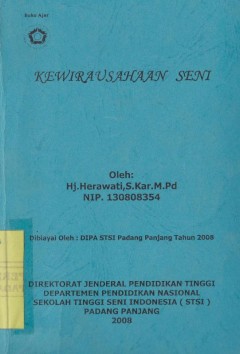 Buku Ajar
KEWIRAUSAHAAN SENI
Oleh:
Hj.Herawati,S.Kar.M.Pd
NIP. 130808354
Dibiayai Oleh : DIPA STSI Padang Panjang Tahun 2008
DIREKTORAT JENDERAL PENDIDIKAN TINGGI
DEPARTEMEN PENDIDIKAN NASIONAL
SEKOLAH TINGGI SENI INDONESIA ( STSI )
PADANG PANJANG
2008